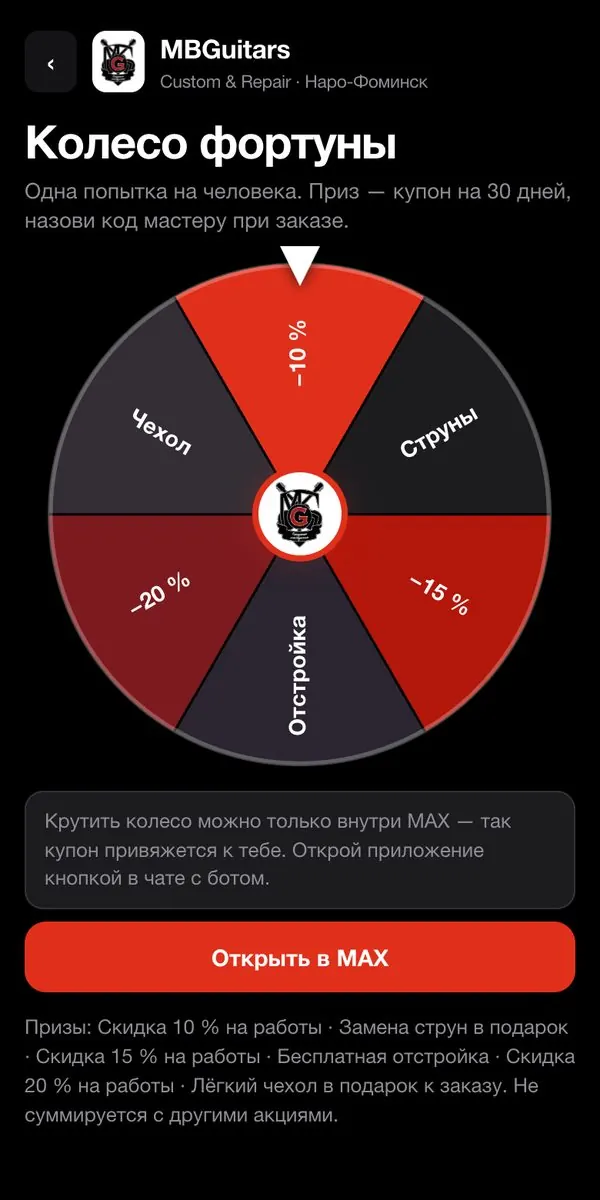 ‹
MBGuitars
Custom & Repair · Наро-Фоминск
Колесо фортуны
Одна попытка на человека. Приз — купон на 30 дней,
назови код мастеру при заказе.
−10 %
Чехол
Струны
−20 %
−15 %
Отстройка
Крутить колесо можно только внутри MAX — так
купон привяжется к тебе. Открой приложение
кнопкой в чате с ботом.
Открыть в MAX
Призы: Скидка 10 % на работы · Замена струн в подарок
· Скидка 15 % на работы · Бесплатная отстройка · Скидка
20 % на работы · Лёгкий чехол в подарок к заказу. Не
суммируется с другими акциями.